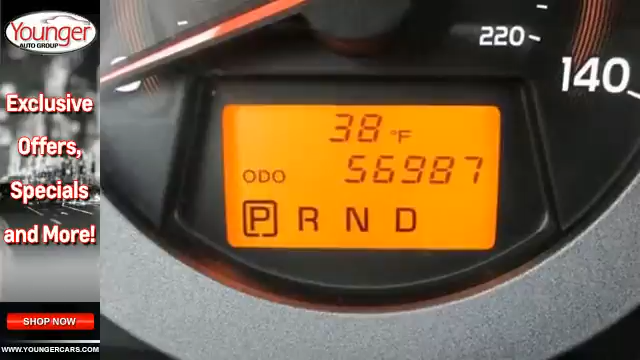 Younger
AUTO GROUP
Exclusive
Offers,
Specials
and More!
SHOP NOW
WWW.YOUNGERCARS.COM
220
140
38 °F
ODO 56987
P R N D